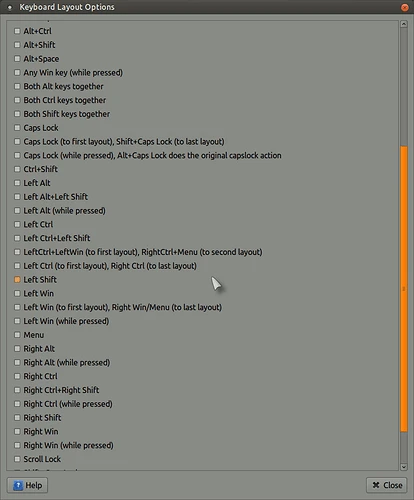 Keyboard Layout Options
Alt+Ctrl
Alt+Shift
Alt+Space
Any Win key (while pressed)
Both Alt keys together
Both Ctrl keys together
Both Shift keys together
Caps Lock
Caps Lock (to first layout), Shift+Caps Lock (to last layout)
Caps Lock (while pressed), Alt+Caps Lock does the original capslock action
Ctrl+Shift
Left Alt
Left Alt+Left Shift
Left Alt (while pressed)
Left Ctrl
Left Ctrl+Left Shift
LeftCtrl+LeftWin (to first layout), RightCtrl+Menu (to second layout)
Left Ctrl (to first layout), Right Ctrl (to last layout)
Left Shift
Left Win
Left Win (to first layout), Right Win/Menu (to last layout)
Left Win (while pressed)
Menu
Right Alt
Right Alt (while pressed)
Right Ctrl
Right Ctrl+Right Shift
Right Ctrl (while pressed)
Right Shift
Right Win
Right Win (while pressed)
Scroll Lock
Help
Close